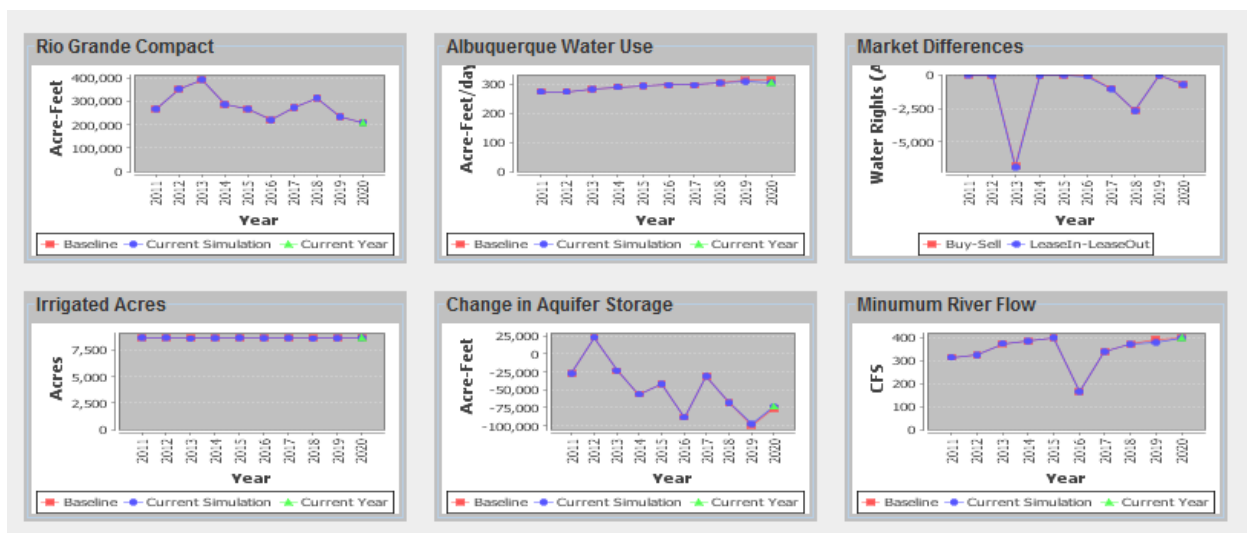 Rio Grande Compact
Acre-Feet
400,000
300,000
200,000
100,000
0
2011 2012 2013 2014 2015 2016 2017 2018 2019 2020
Year
Baseline Current Simulation Current Year
Albuquerque Water Use
Acre-Feet/day
300
200
100
0
2011 2012 2013 2014 2015 2016 2017 2018 2019 2020
Year
Baseline Current Simulation Current Year
Market Differences
Water Rights (A
0
-2,500
-5,000
2011 2012 2013 2014 2015 2016 2017 2018 2019 2020
Year
Buy-Sell LeaseIn-LeaseOut
Irrigated Acres
Acres
7,500
5,000
2,500
0
2011 2012 2013 2014 2015 2016 2017 2018 2019 2020
Year
Baseline Current Simulation Current Year
Change in Aquifer Storage
Acre-Feet
25,000
0
-25,000
-50,000
-75,000
-100,000
2011 2012 2013 2014 2015 2016 2017 2018 2019 2020
Year
Baseline Current Simulation Current Year
Minumum River Flow
CFS
400
300
200
100
0
2011 2012 2013 2014 2015 2016 2017 2018 2019 2020
Year
Baseline Current Simulation Current Year